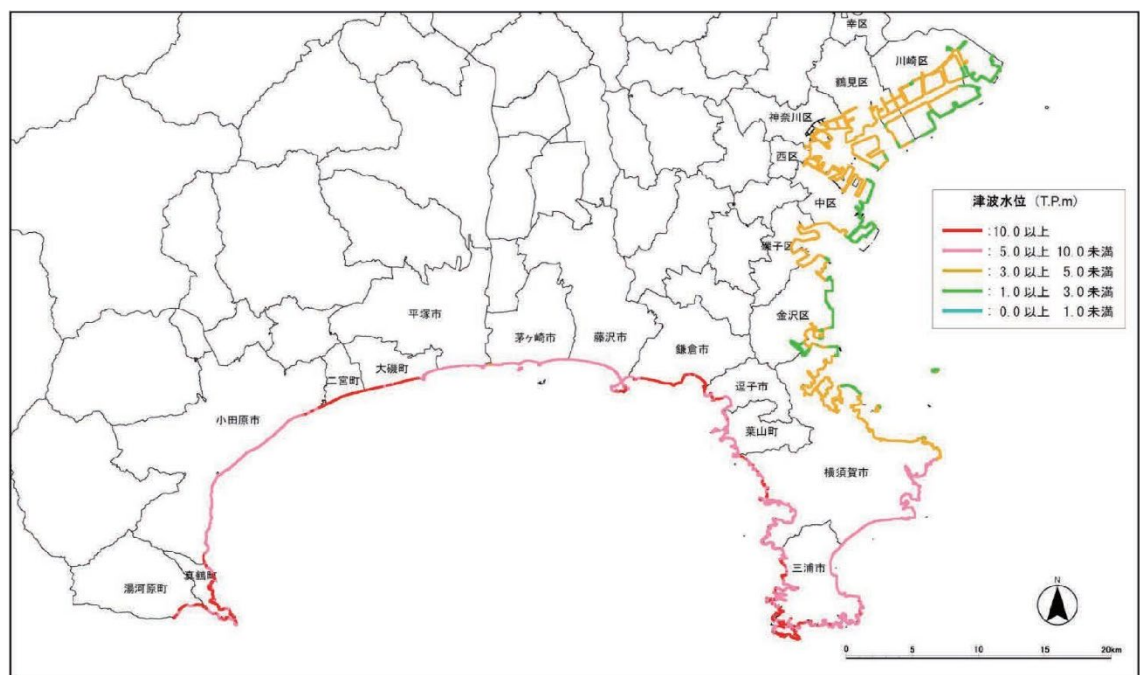 幸区
川崎区
鶴見区
神奈川区
西区
中区
磯子区
金沢区
津波水位 (T.P.m)
:10.0以上
: 5.0以上 10.0未満
: 3.0以上 5.0未満
: 1.0以上 3.0未満
: 0.0以上 1.0未満
平塚市
茅ヶ崎市
藤沢市
鎌倉市
二宮町
大磯町
逗子市
小田原市
葉山町
横須賀市
三浦市
真鶴町
湯河原町
N
0 5 10 15 20km